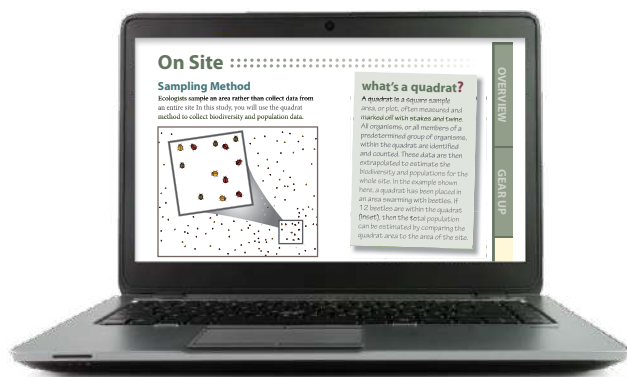 On Site
Sampling Method
Ecologists sample an area rather than collect data from
an entire site. In this study, you will use the quadrat
method to collect biodiversity and population data.
what's a quadrat?
A quadrat is a square sample
area, or plot, often measured and
marked off with stakes and twine.
All organisms, or all members of a
predetermined group of organisms,
within the quadrat are identified
and counted. These data are then
extrapolated to estimate the
biodiversity and populations for the
whole site. In the example shown
here, a quadrat has been placed in
an area swarming with beetles. If
12 beetles are within the quadrat
(inset), then the total population
can be estimated by comparing the
quadrat area to the area of the site.
OVERVIEW
GEAR UP